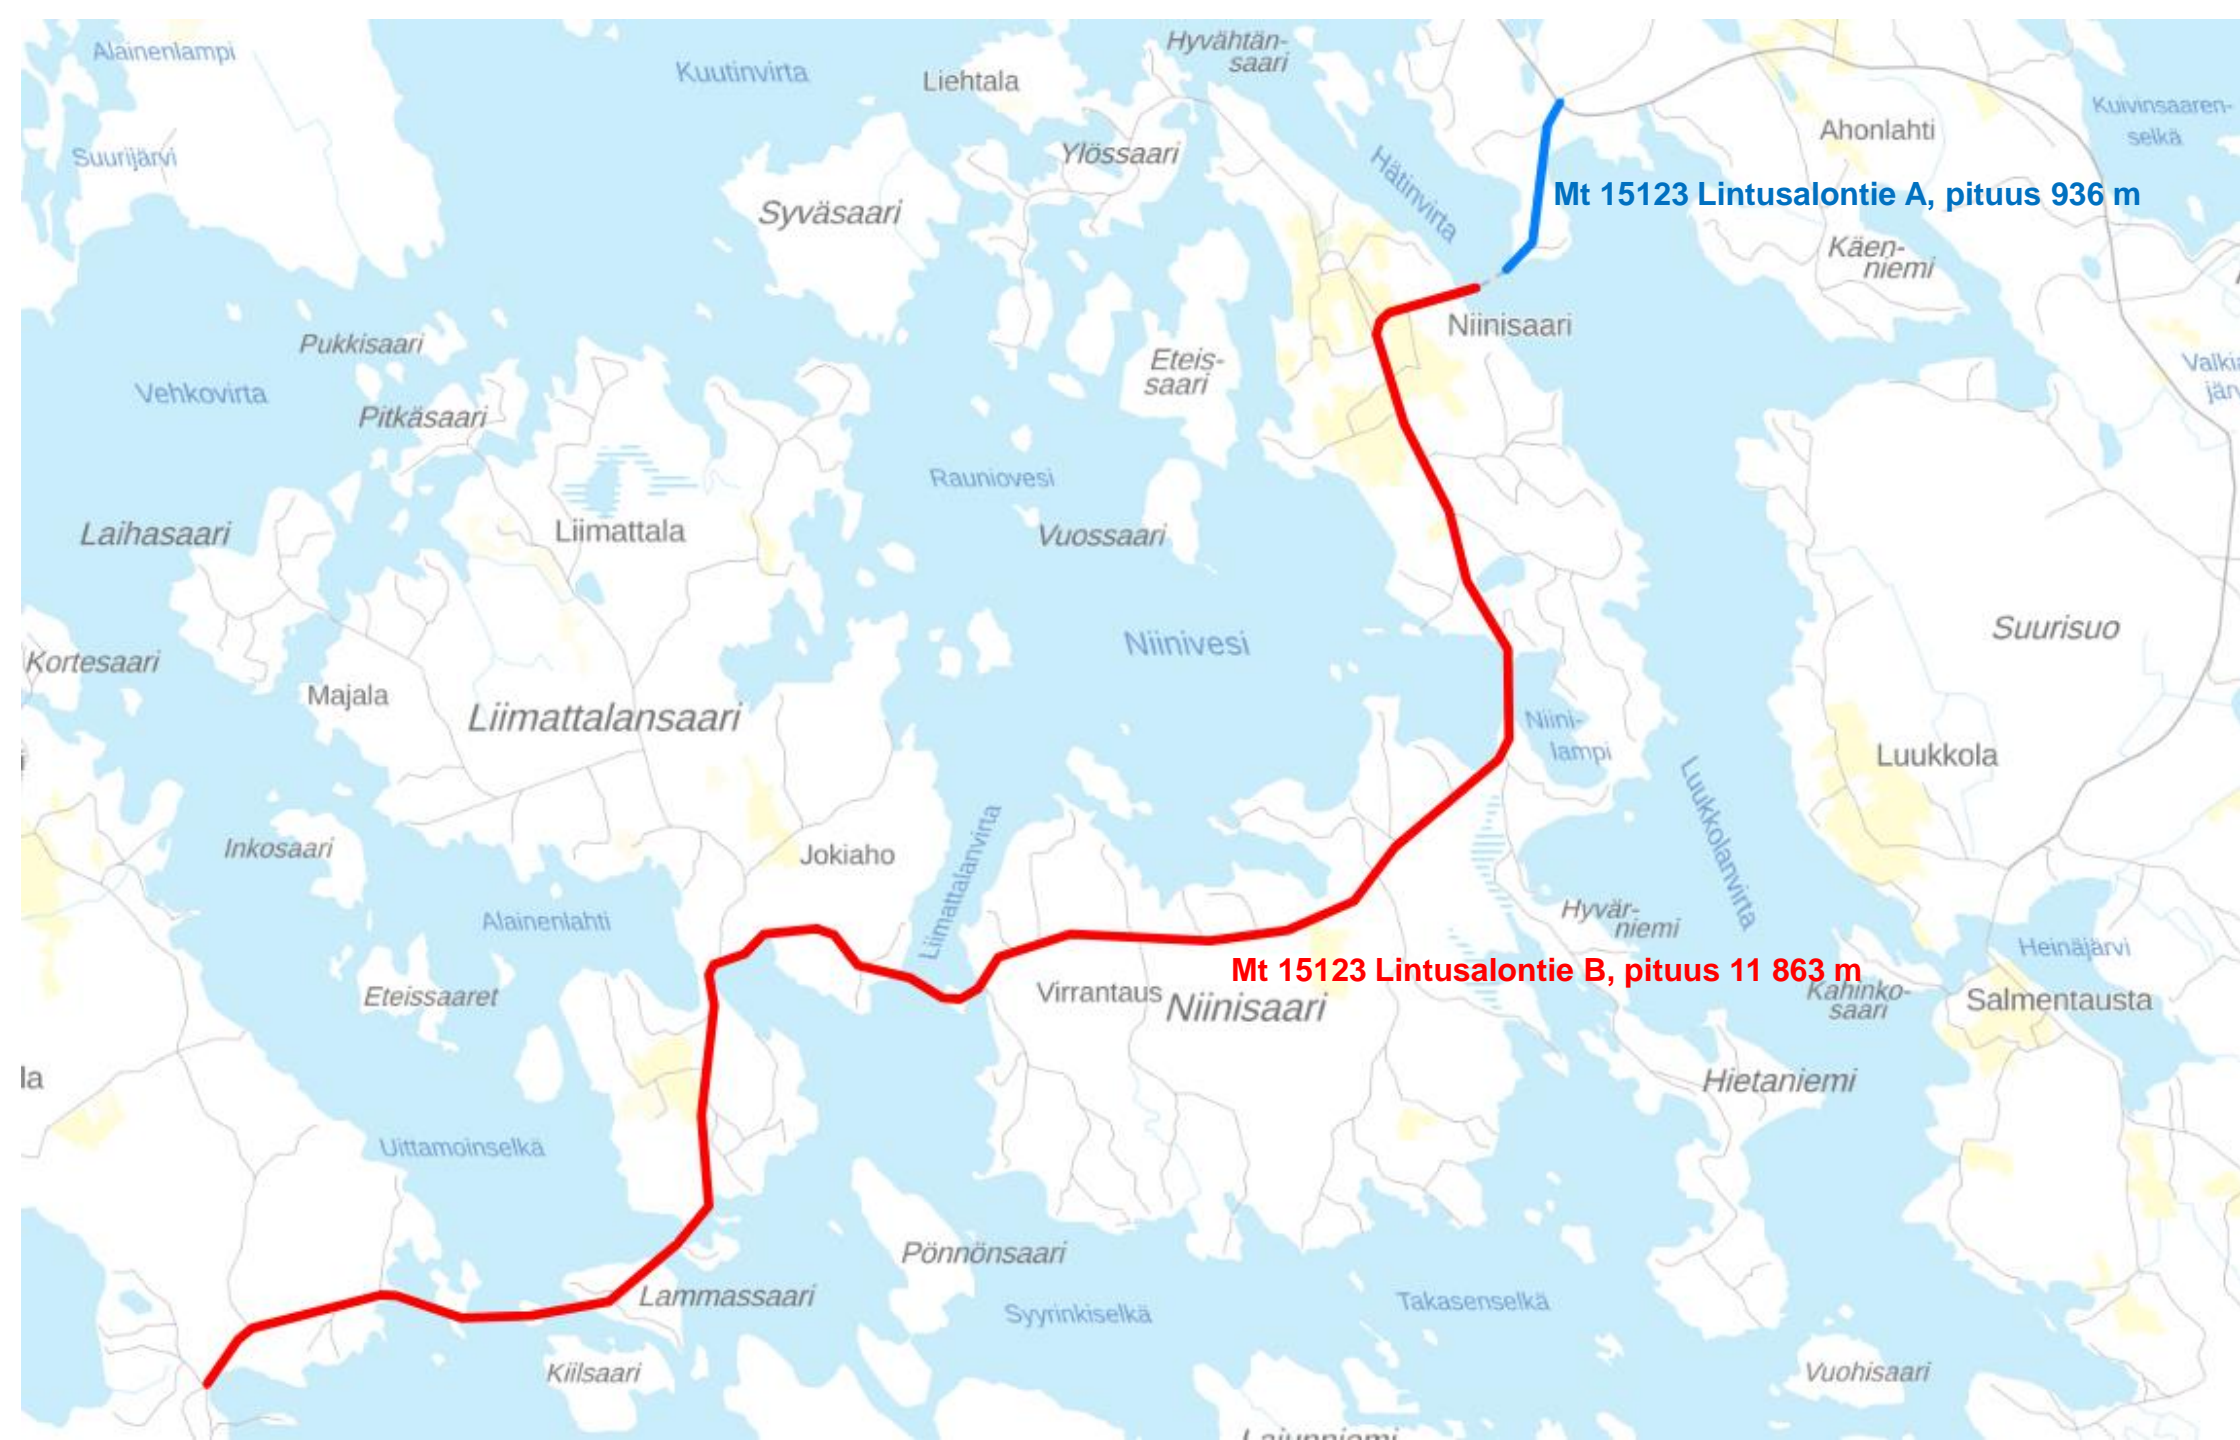 Alainenlampi
Kuutinvirta
Liehtala
Hyvähtän-
saari
Kuivinsaaren-
selkä
Ahonlahti
Suurijärvi
Ylössaari
Hätinvirta
Mt 15123 Lintusalontie A, pituus 936 m
Syväsaari
Käen-
niemi
Niinisaari
Pukkisaari
Eteis-
saari
Vehkovirta
Pitkäsaari
Rauniovesi
Laihasaari
Liimattala
Vuossaari
Suurisuo
Niinivesi
Kortesaari
Majala
Liimattalansaari
Niini-
lampi
Luukkola
Luukkolanvirta
Inkosaari
Jokiaho
Liimattalanvirta
Alainenlahti
Hyvär-
niemi
Heinäjärvi
Mt 15123 Lintusalontie B, pituus 11 863 m
Eteissaaret
Virrantaus
Niinisaari
Kahinko-
saari
Salmentausta
la
Hietaniemi
Uittamoinselkä
Pönnönsaari
Lammassaari
Syyrinkiselkä
Takasenselkä
Kiilsaari
Vuohisaari